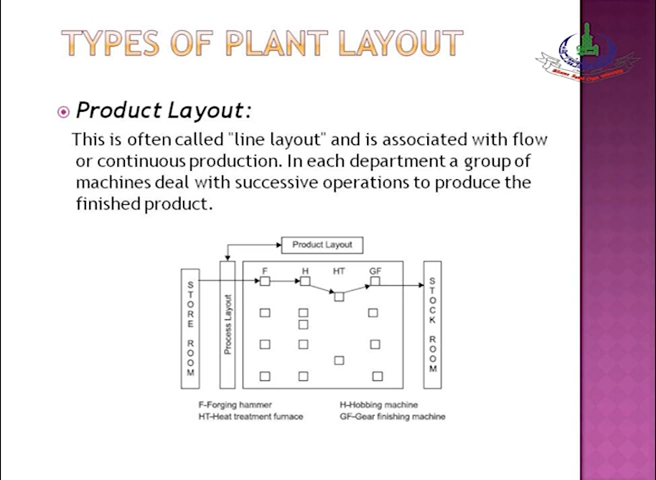 TYPES OF PLANT LAYOUT
Product Layout:
This is often called "line layout" and is associated with flow
or continuous production. In each department a group of
machines deal with successive operations to produce the
finished product.
Product Layout
F H HT GF
STORE ROOM
Process Layout
STOCK ROOM
F-Forging hammer
H-Hobbing machine
HT-Heat treatment furnace
GF-Gear finishing machine